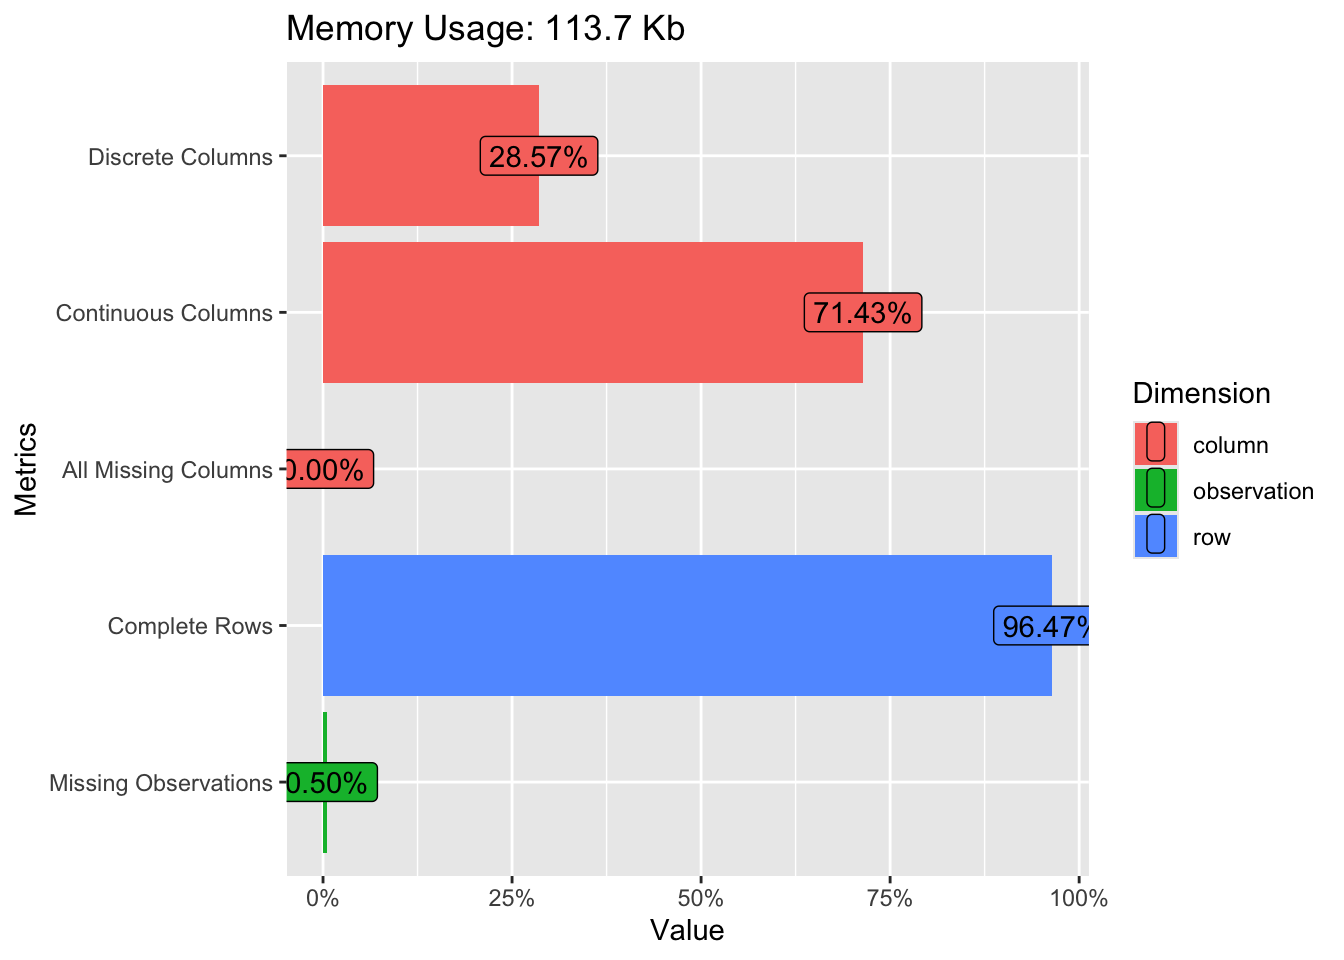 Memory Usage: 113.7 Kb
Discrete Columns
28.57%
Continuous Columns
71.43%
All Missing Columns
0.00%
Complete Rows
96.47%
Missing Observations
0.50%
0%
25%
50%
75%
100%
Value
Metrics
Dimension
column
observation
row